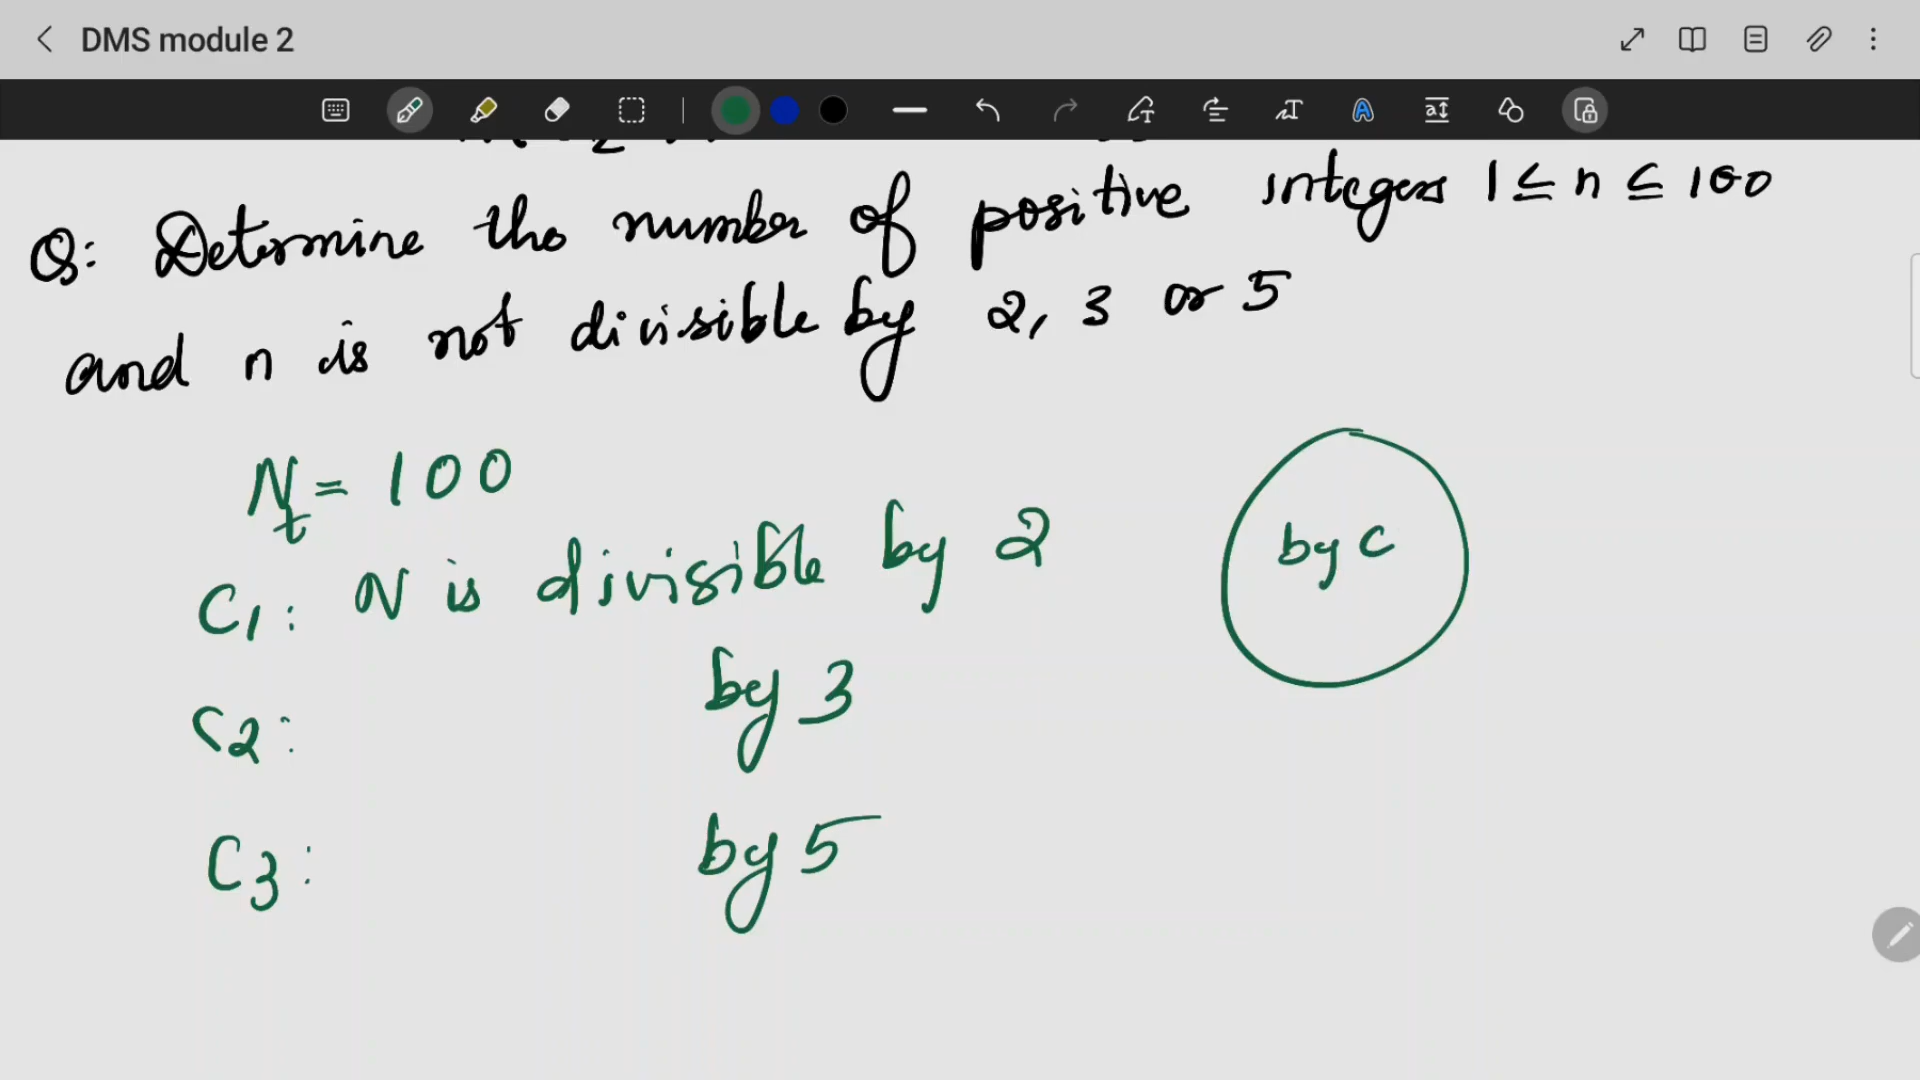 DMS module 2
Q: Determine the number of positive integers 1 ≤ n ≤ 100
and n is not divisible by 2, 3 or 5
Nt = 100
C1: N is divisible by 2
by C
C2: by 3
C3: by 5